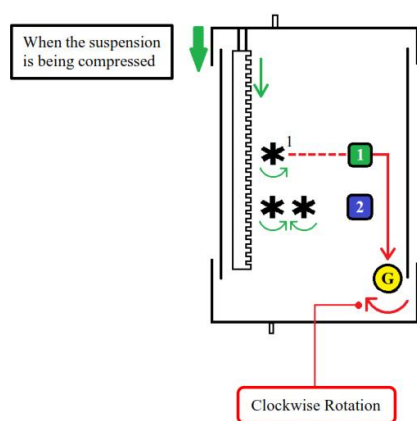 When the suspension
is being compressed
1
1
2
G
Clockwise Rotation